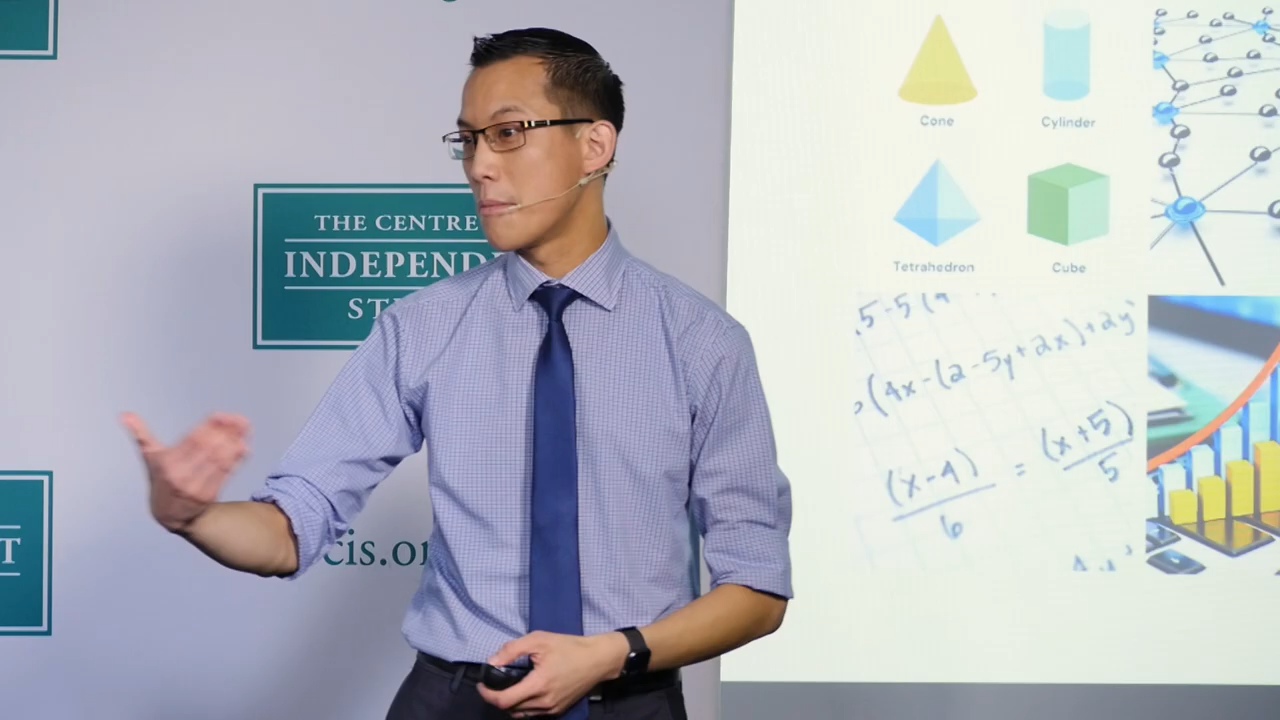 THE CENTRE
INDEPEND
ST
cis.or
T
Cone
Cylinder
Tetrahedron
Cube
(4x-(2-5y+2x)+2y
(x-4)
6
=
(x+5)
5